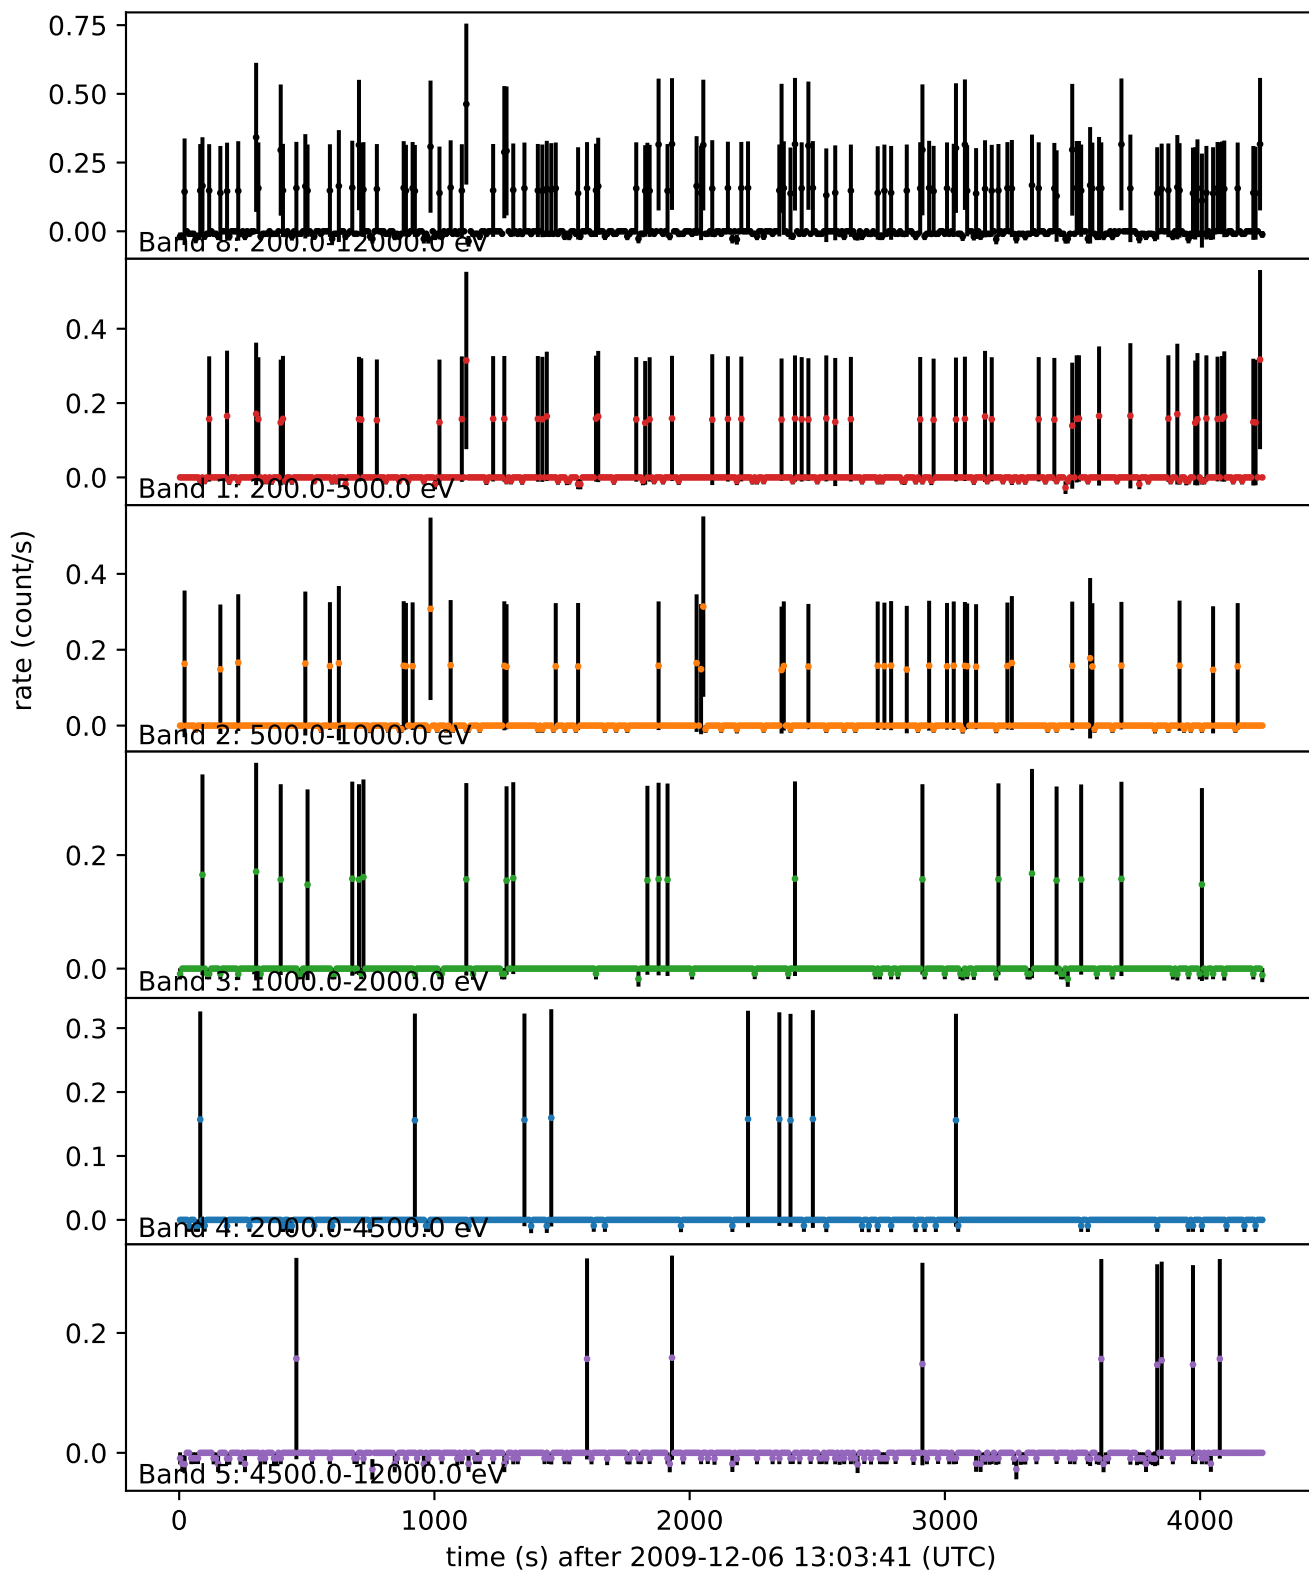 0.75
0.50
0.25
0.00
Band 8: 200.0-12000.0 eV
0.4
0.2
0.0
Band 1: 200.0-500.0 eV
0.4
0.2
0.0
Band 2: 500.0-1000.0 eV
rate (count/s)
0.2
0.0
Band 3: 1000.0-2000.0 eV
0.3
0.2
0.1
0.0
Band 4: 2000.0-4500.0 eV
0.2
0.0
Band 5: 4500.0-12000.0 eV
0 1000 2000 3000 4000
time (s) after 2009-12-06 13:03:41 (UTC)